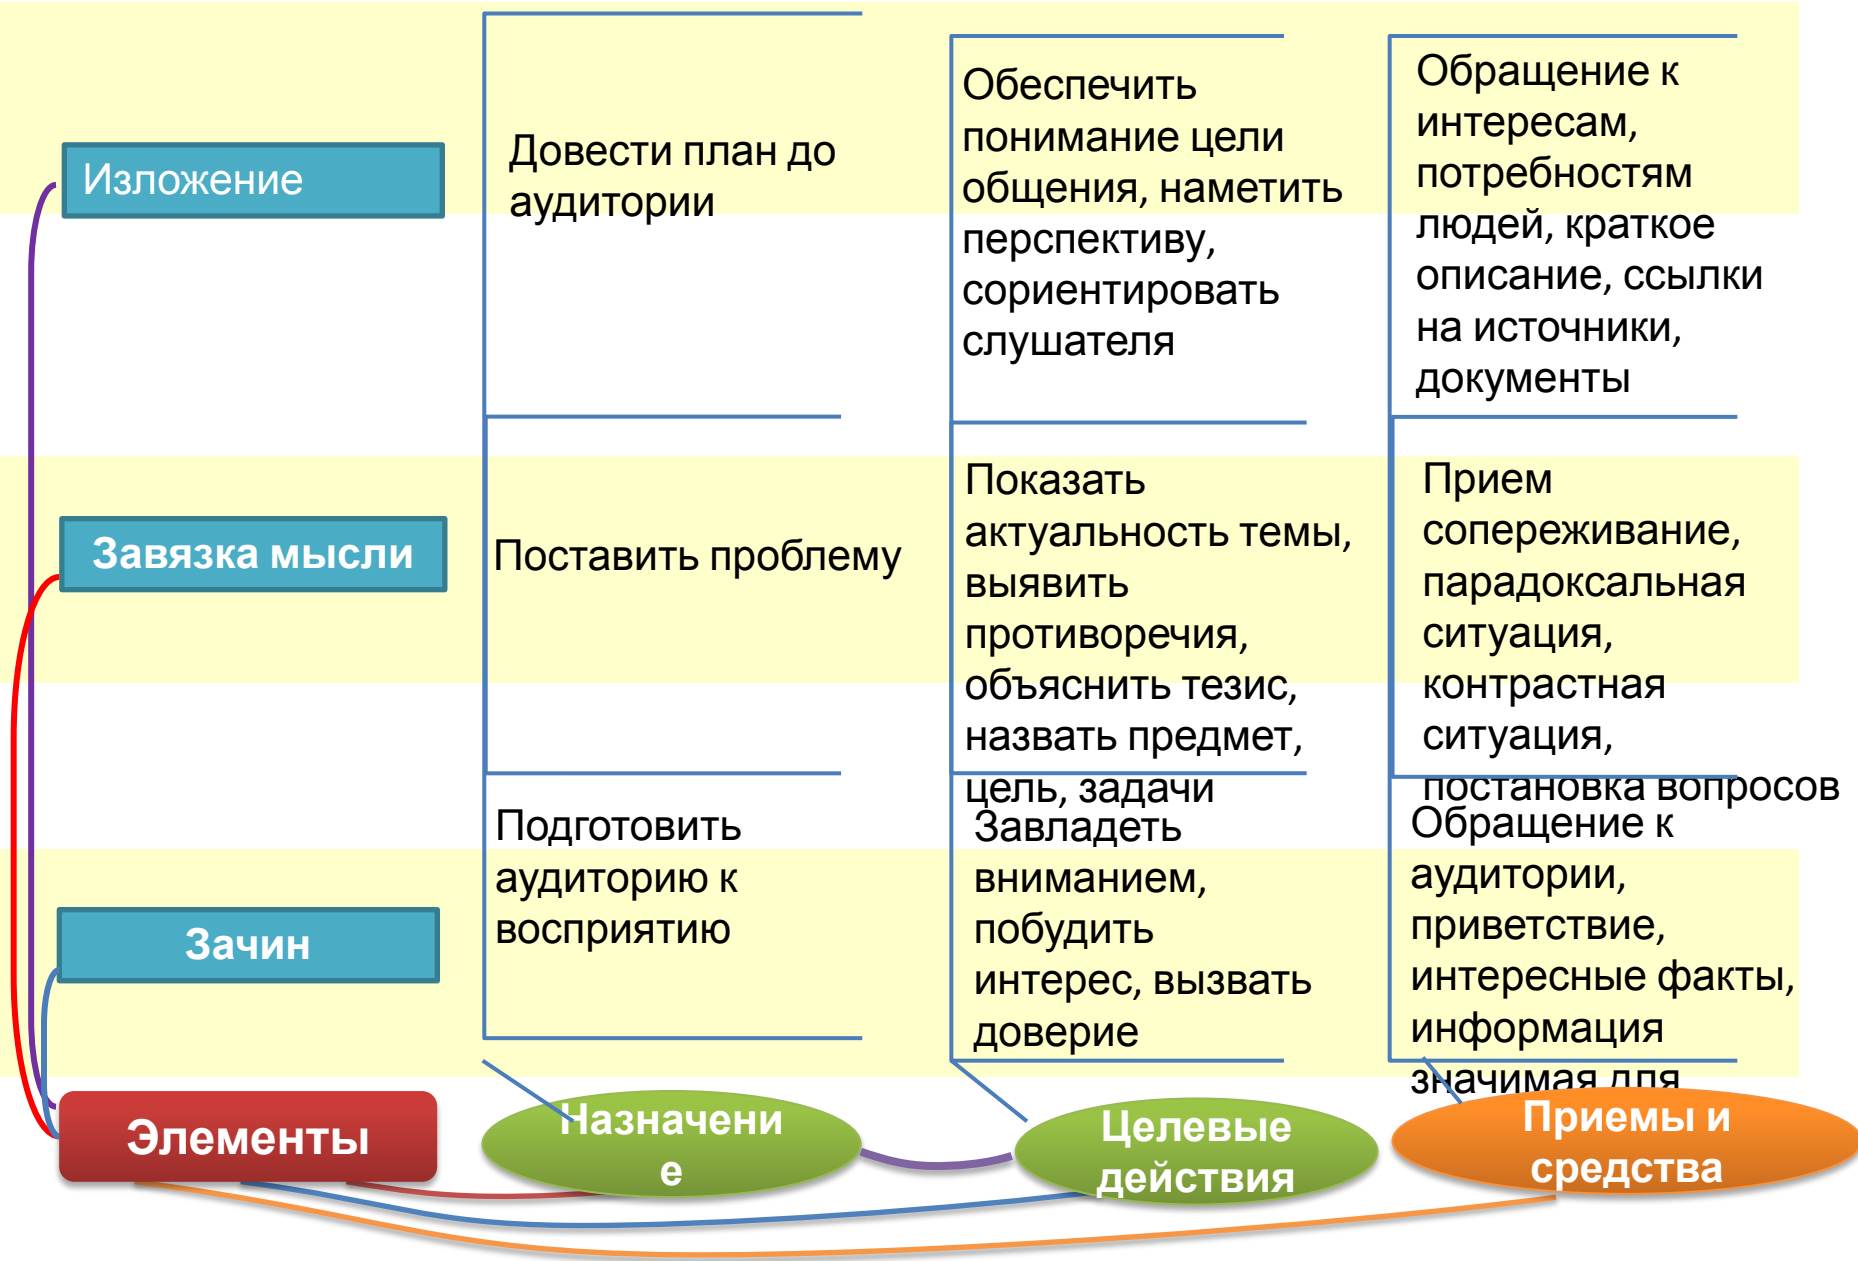 Изложение
Довести план до
аудитории
Обеспечить
понимание цели
общения, наметить
перспективу,
сориентировать
слушателя
Обращение к
интересам,
потребностям
людей, краткое
описание, ссылки
на источники,
документы
Завязка мысли
Поставить проблему
Показать
актуальность темы,
выявить
противоречия,
объяснить тезис,
назвать предмет,
цель, задачи
Прием
сопереживание,
парадоксальная
ситуация,
контрастная
ситуация,
постановка вопросов
Зачин
Подготовить
аудиторию к
восприятию
Завладеть
вниманием,
побудить
интерес, вызвать
доверие
Обращение к
аудитории,
приветствие,
интересные факты,
информация
значимая для
Элементы
Назначени
е
Целевые
действия
Приемы и
средства